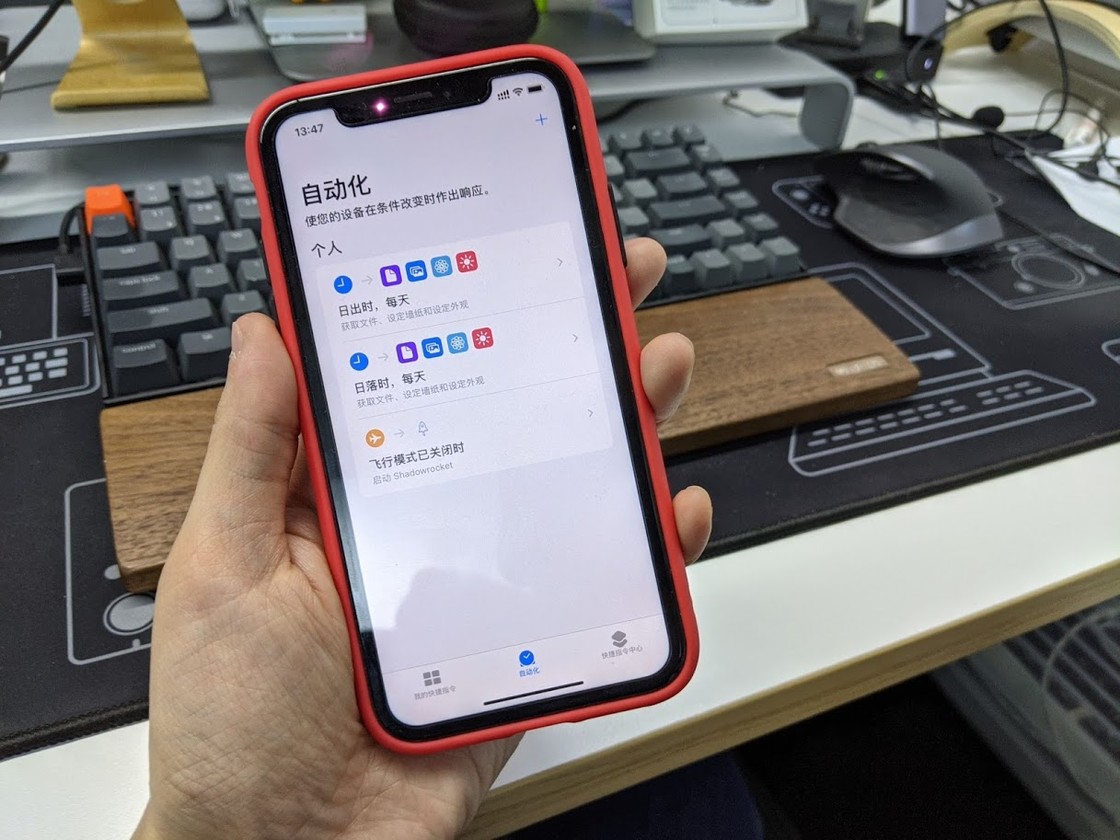 13:47
自动化
使您的设备在条件改变时作出响应。
个人
日出时，每天
获取文件、设定墙纸和设定外观
日落时，每天
获取文件、设定墙纸和设定外观
飞行模式已关闭时
启动 Shadowrocket
我的快捷指令
自动化
快捷指令中心
caps lock
control